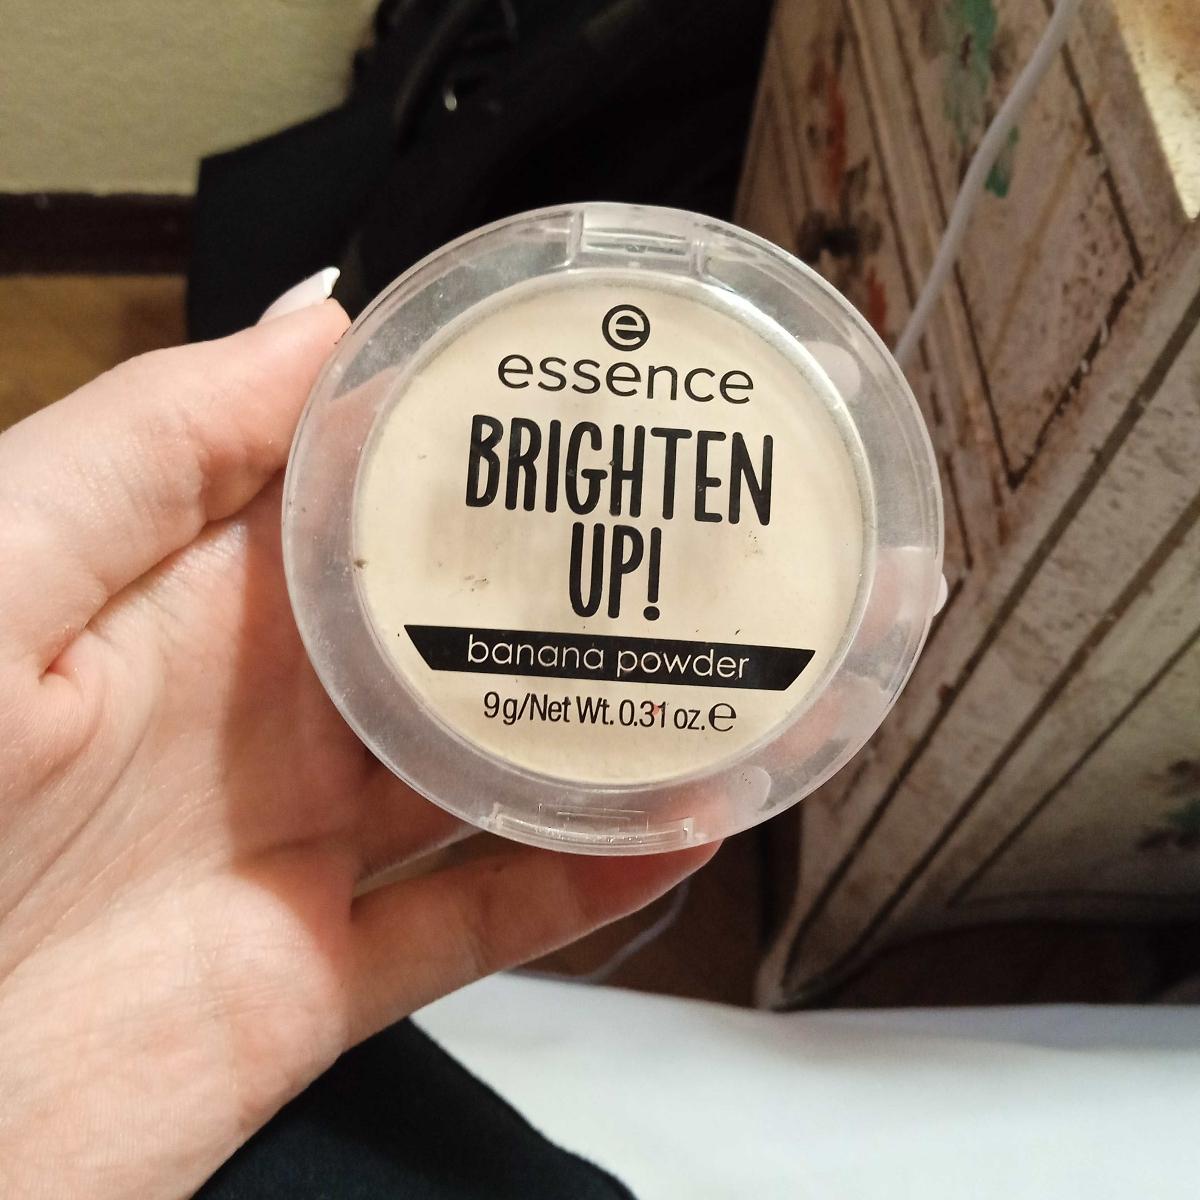 e
essence
BRIGHTEN
UP!
banana powder
9g/Net Wt. 0.31 oz. ℮